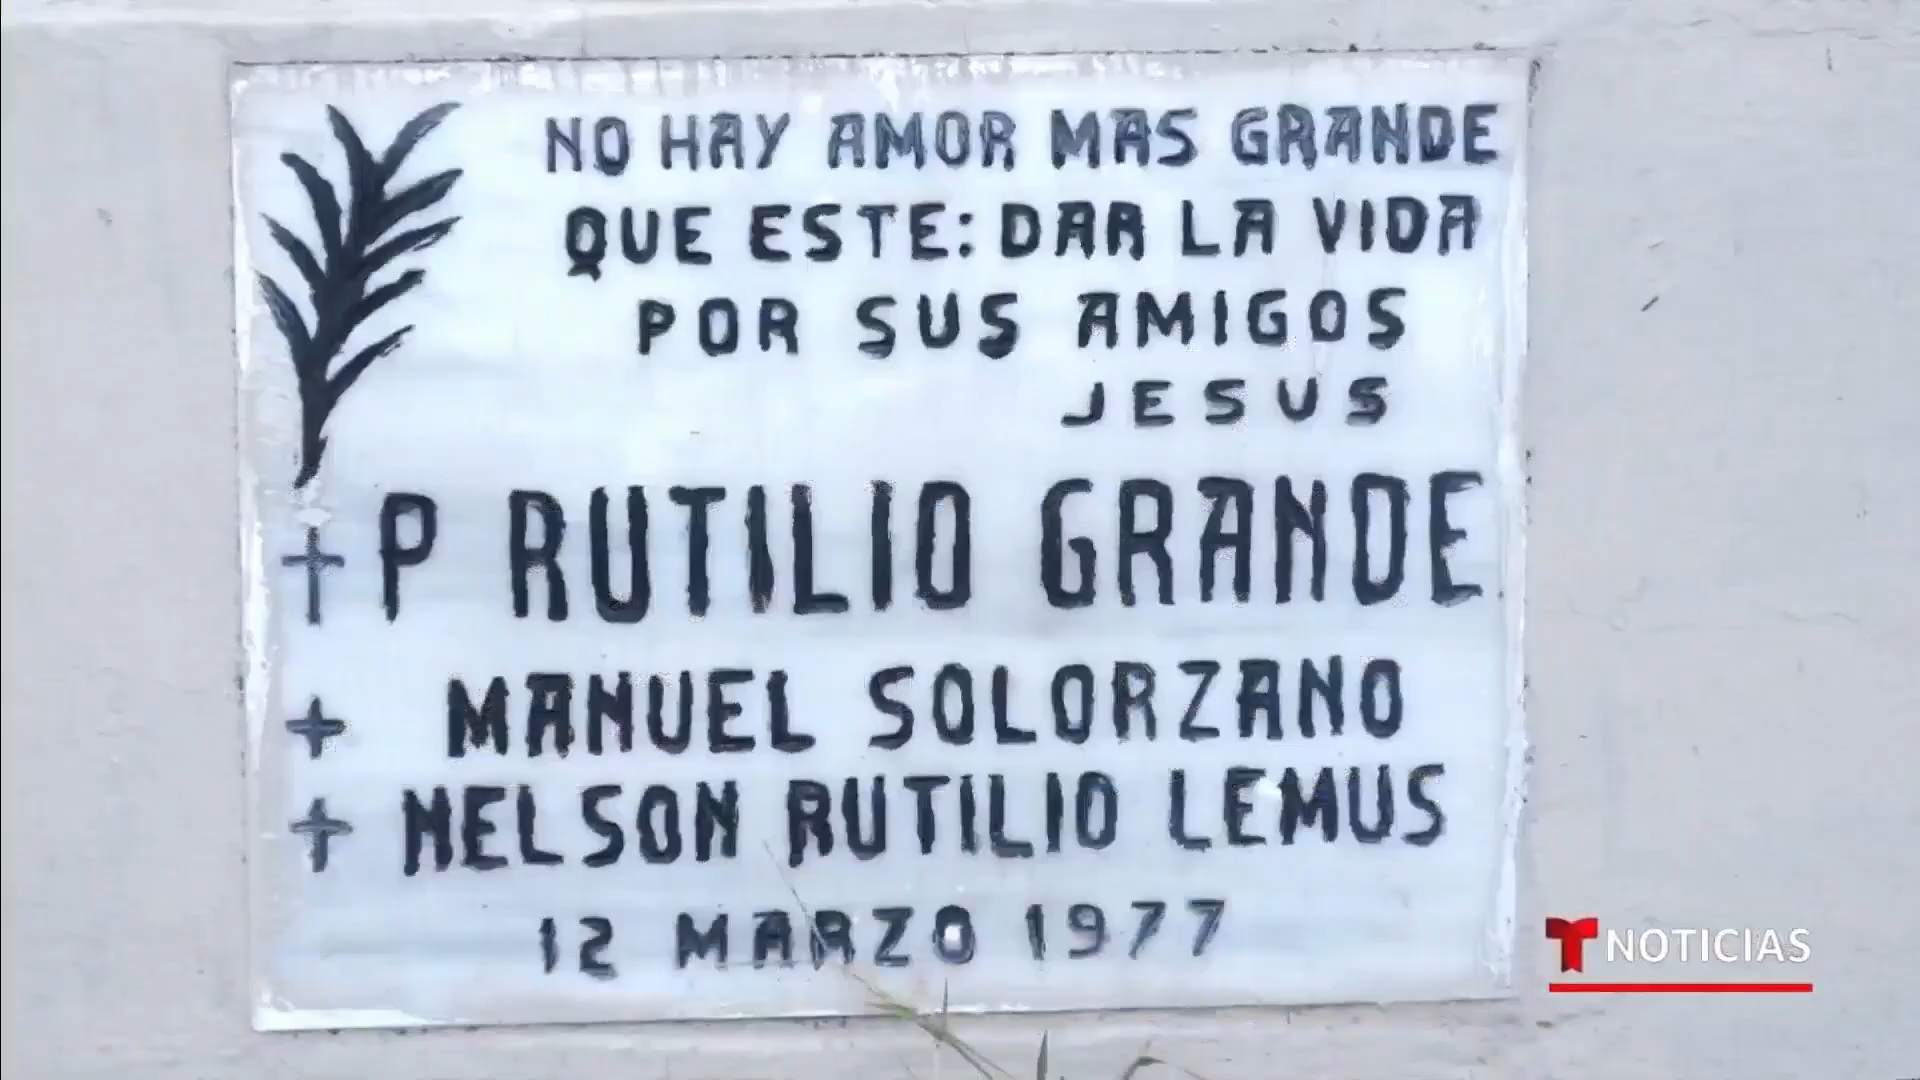 NO HAY AMOR MAS GRANDE
QUE ESTE: DAR LA VIDA
POR SUS AMIGOS
JESUS
P RUTILIO GRANDE
MANUEL SOLORZANO
NELSON RUTILIO LEMUS
12 MARZO 1977
NOTICIAS